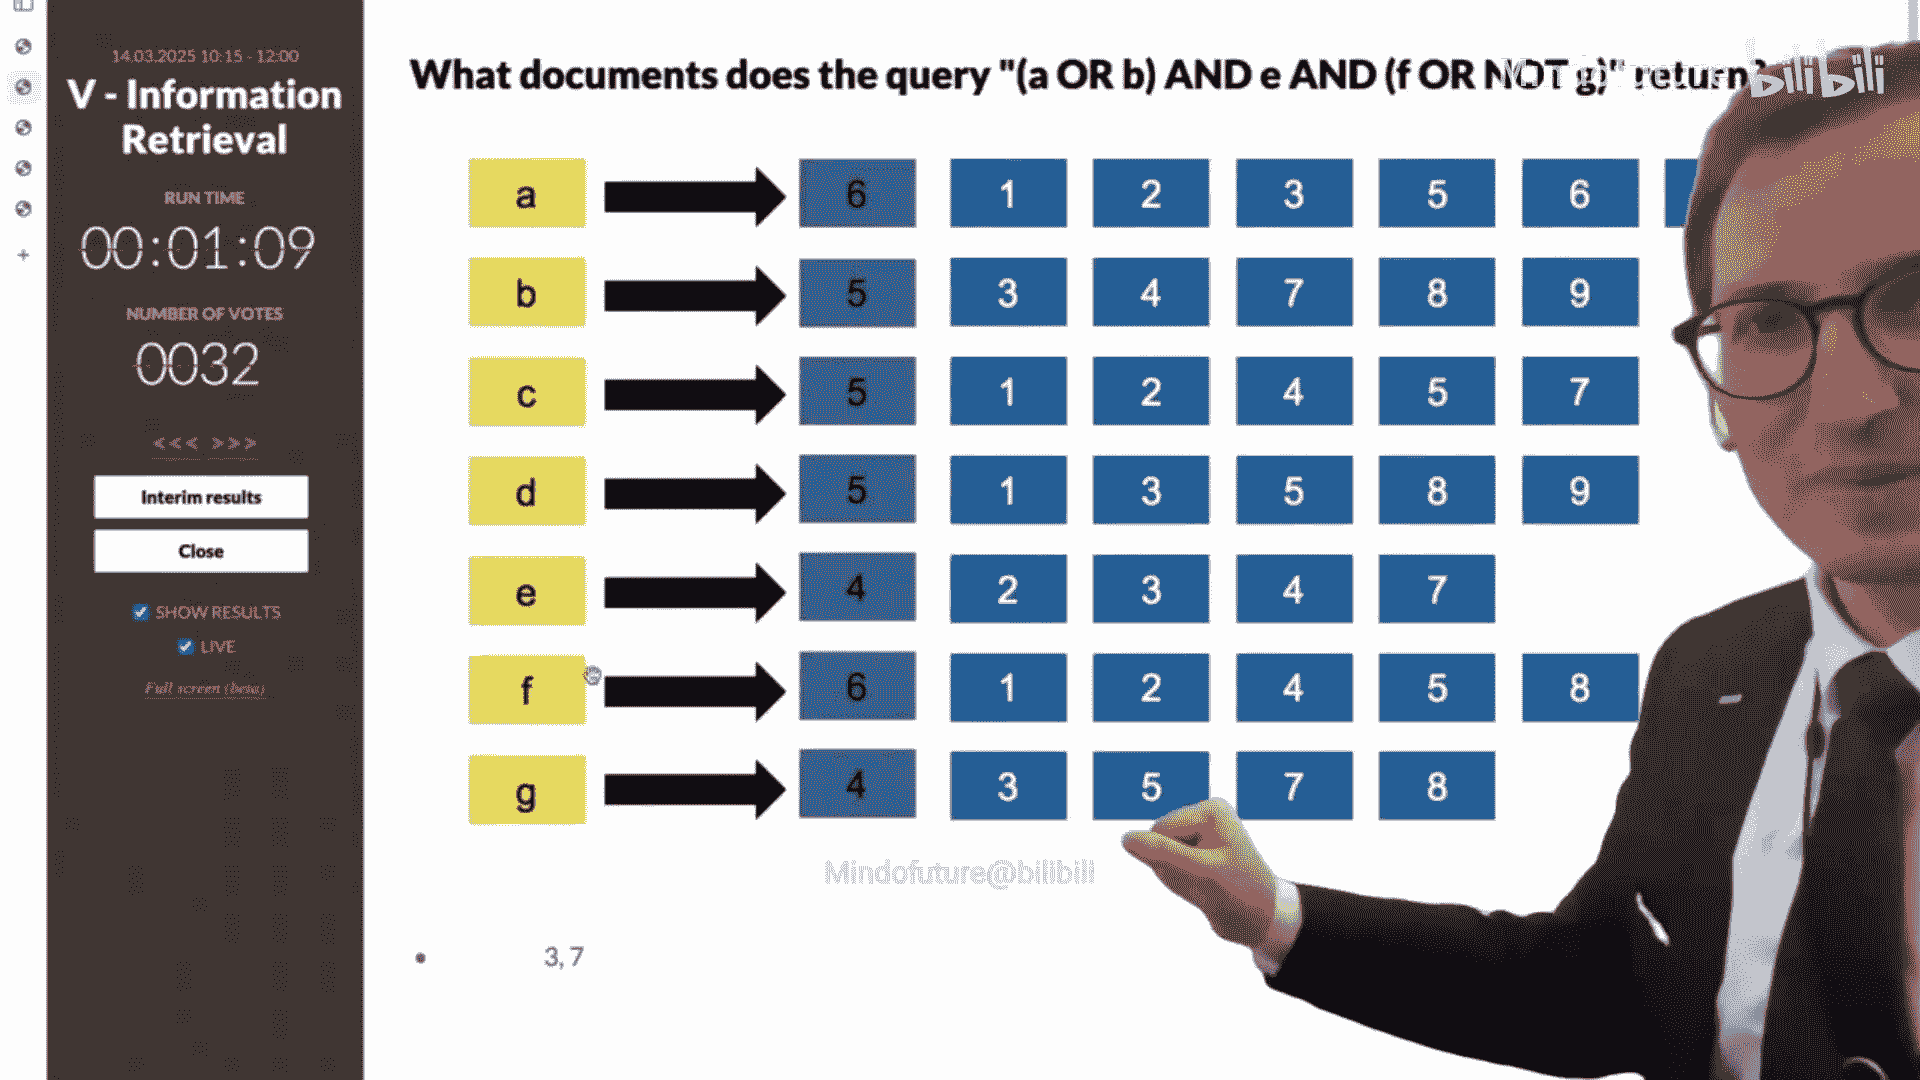 14.03.2025 10:15 - 12:00
V - Information
Retrieval
RUN TIME
00:01:09
NUMBER OF VOTES
0032
<<< >>>
Interim results
Close
SHOW RESULTS
LIVE
Full screen (beta)
What documents does the query "(a OR b) AND e AND (f OR NOT g)" return?
bilibili
a 6 1 2 3 5 6
b 5 3 4 7 8 9
c 5 1 2 4 5 7
d 5 1 3 5 8 9
e 4 2 3 4 7
f 6 1 2 4 5 8
g 4 3 5 7 8
Mindofuture@bilibili
• 3, 7